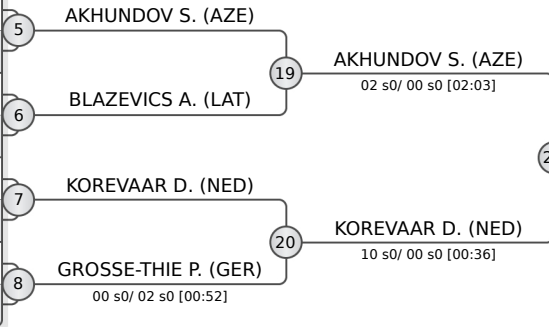 5
AKHUNDOV S. (AZE)
19
AKHUNDOV S. (AZE)
02 s0/ 00 s0 [02:03]
6
BLAZEVICS A. (LAT)
7
KOREVAAR D. (NED)
20
KOREVAAR D. (NED)
10 s0/ 00 s0 [00:36]
8
GROSSE-THIE P. (GER)
00 s0/ 02 s0 [00:52]